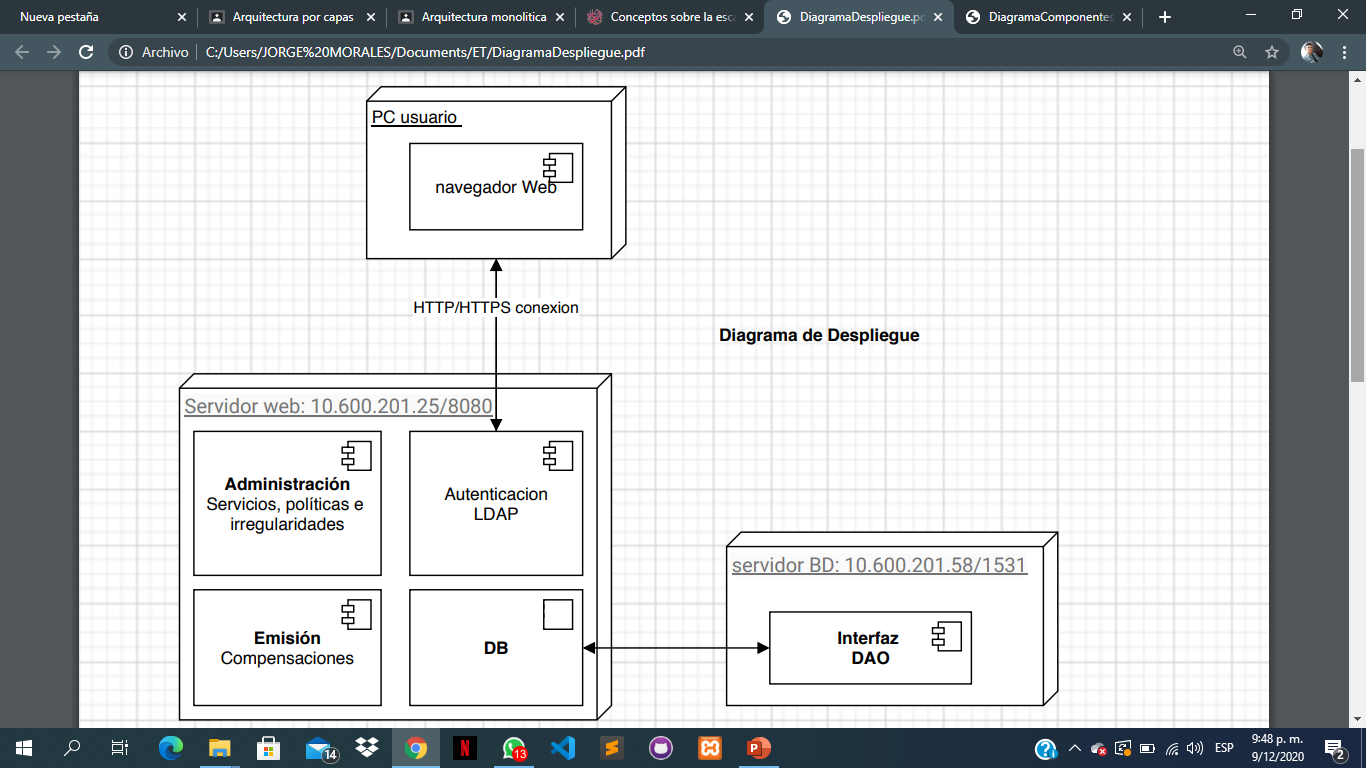 Nueva pestaña
Arquitectura por capas
Arquitectura monolitica
Conceptos sobre la esca
DiagramaDespliegue.pd
DiagramaComponentes
Archivo
C:/Users/JORGE%20MORALES/Documents/ET/DiagramaDespliegue.pdf
PC usuario
navegador Web
HTTP/HTTPS conexion
Diagrama de Despliegue
Servidor web: 10.600.201.25/8080
Administración
Servicios, políticas e
irregularidades
Autenticacion
LDAP
servidor BD: 10.600.201.58/1531
Emisión
Compensaciones
DB
Interfaz
DAO
14
N
13
P
ESP
9:48 p. m.
9/12/2020
2